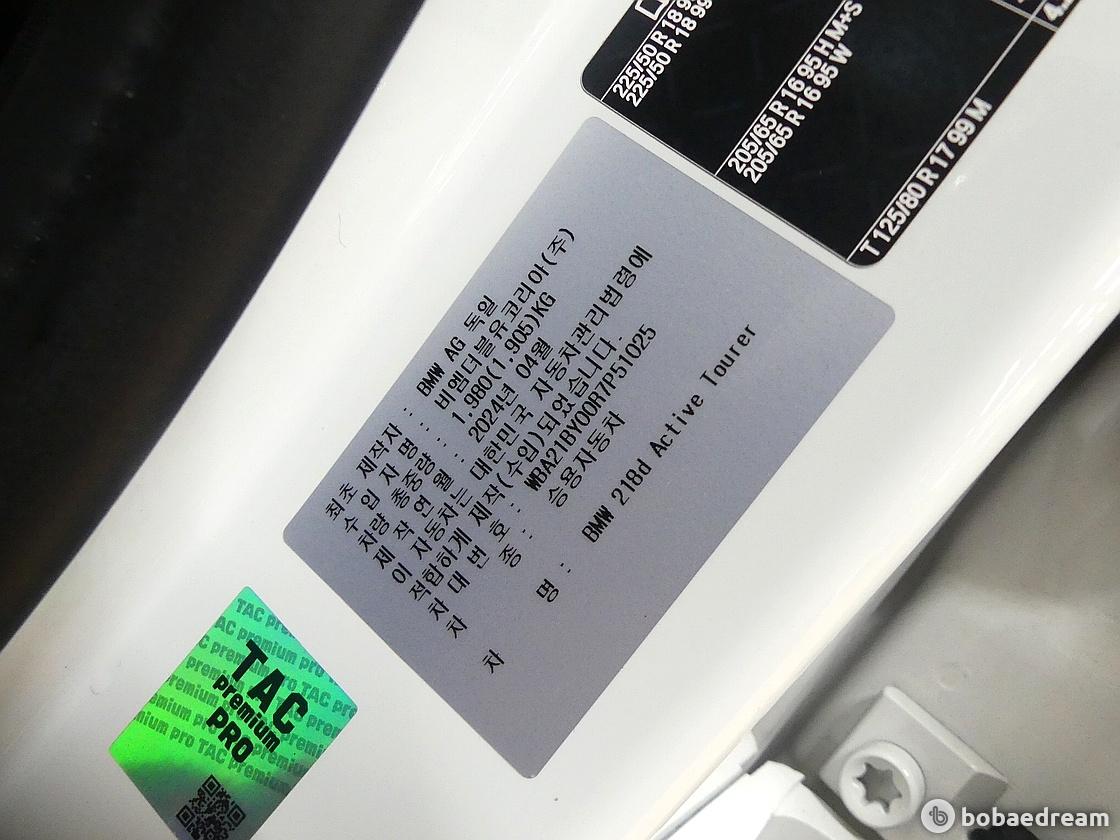 225/50 R 18 9
225/50 R 18 99
205/65 R 16 95 H M+S
205/65 R 16 95 W
T 125/80 R 17 99 M
최초 제작자 : BMW AG 독일
수 입 자 명 : 비엠더블유코리아(주)
차량 총중량 : 1,980(1,905)KG
제 작 연 월 : 2024년 04월
이 자동차는 대한민국 자동차관리법령에
적합하게 제작(수입)되었습니다
차 대 번 호 : WBA21BY00R7P51025
차 종 : 승용자동차
차 명 : BMW 218d Active Tourer
TAC
premium
PRO
bobaedream